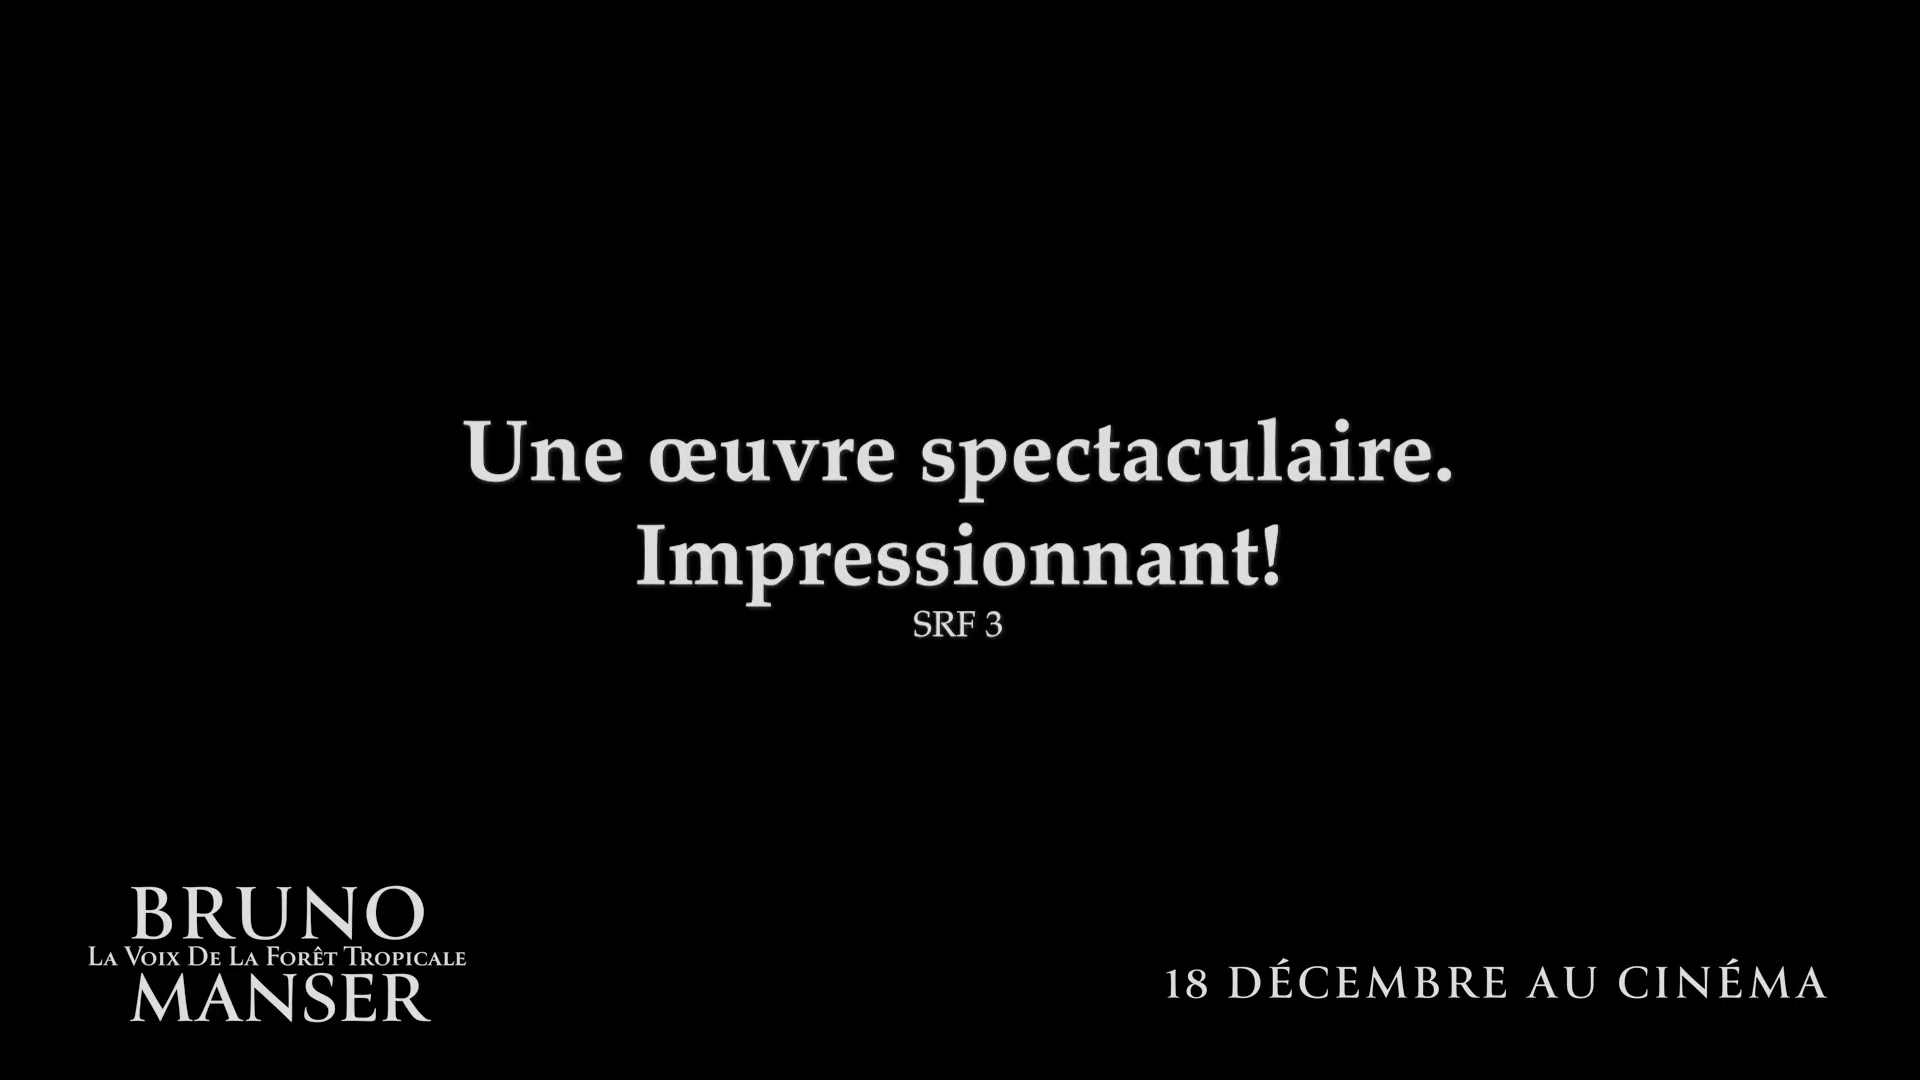 Une œuvre spectaculaire.
Impressionnant!
SRF 3
BRUNO
La Voix De La Forêt Tropicale
MANSER
18 DÉCEMBRE AU CINÉMA